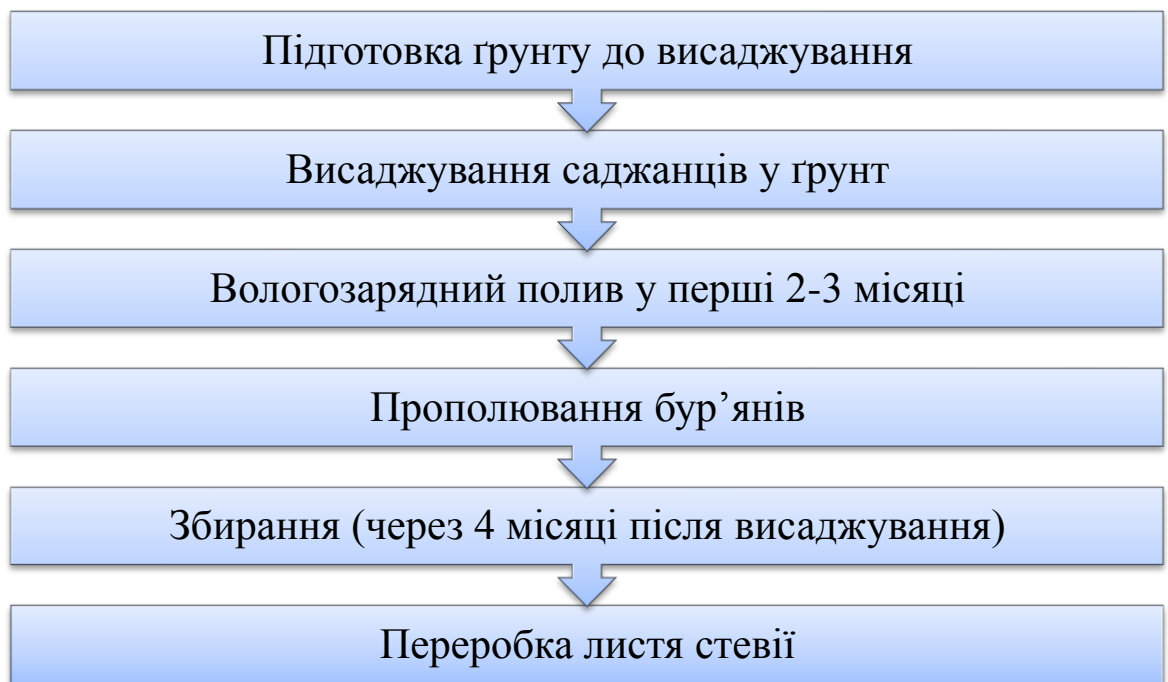 Підготовка ґрунту до висаджування
Висаджування саджанців у ґрунт
Вологозарядний полив у перші 2-3 місяці
Прополювання бур’янів
Збирання (через 4 місяці після висаджування)
Переробка листя стевії